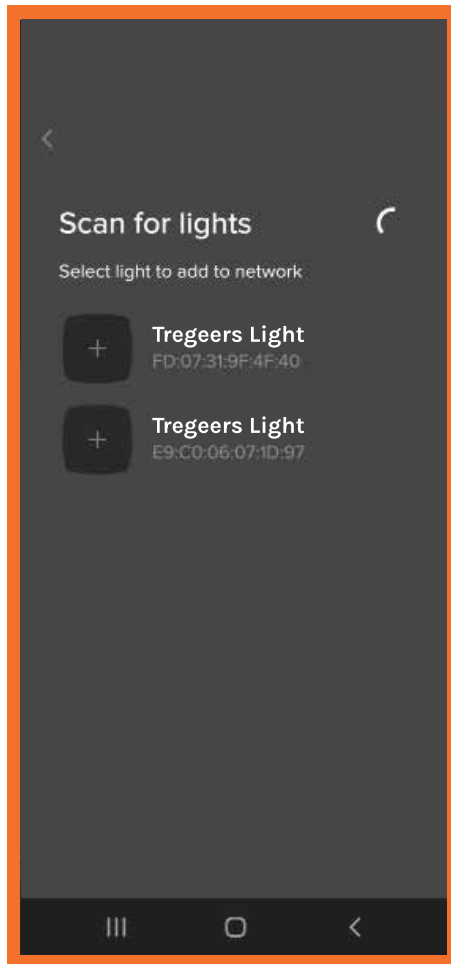 Scan for lights
Select light to add to network
Tregeers Light
FD:07:31:9F:4F:40
Tregeers Light
E9:C0:06:07:1D:97